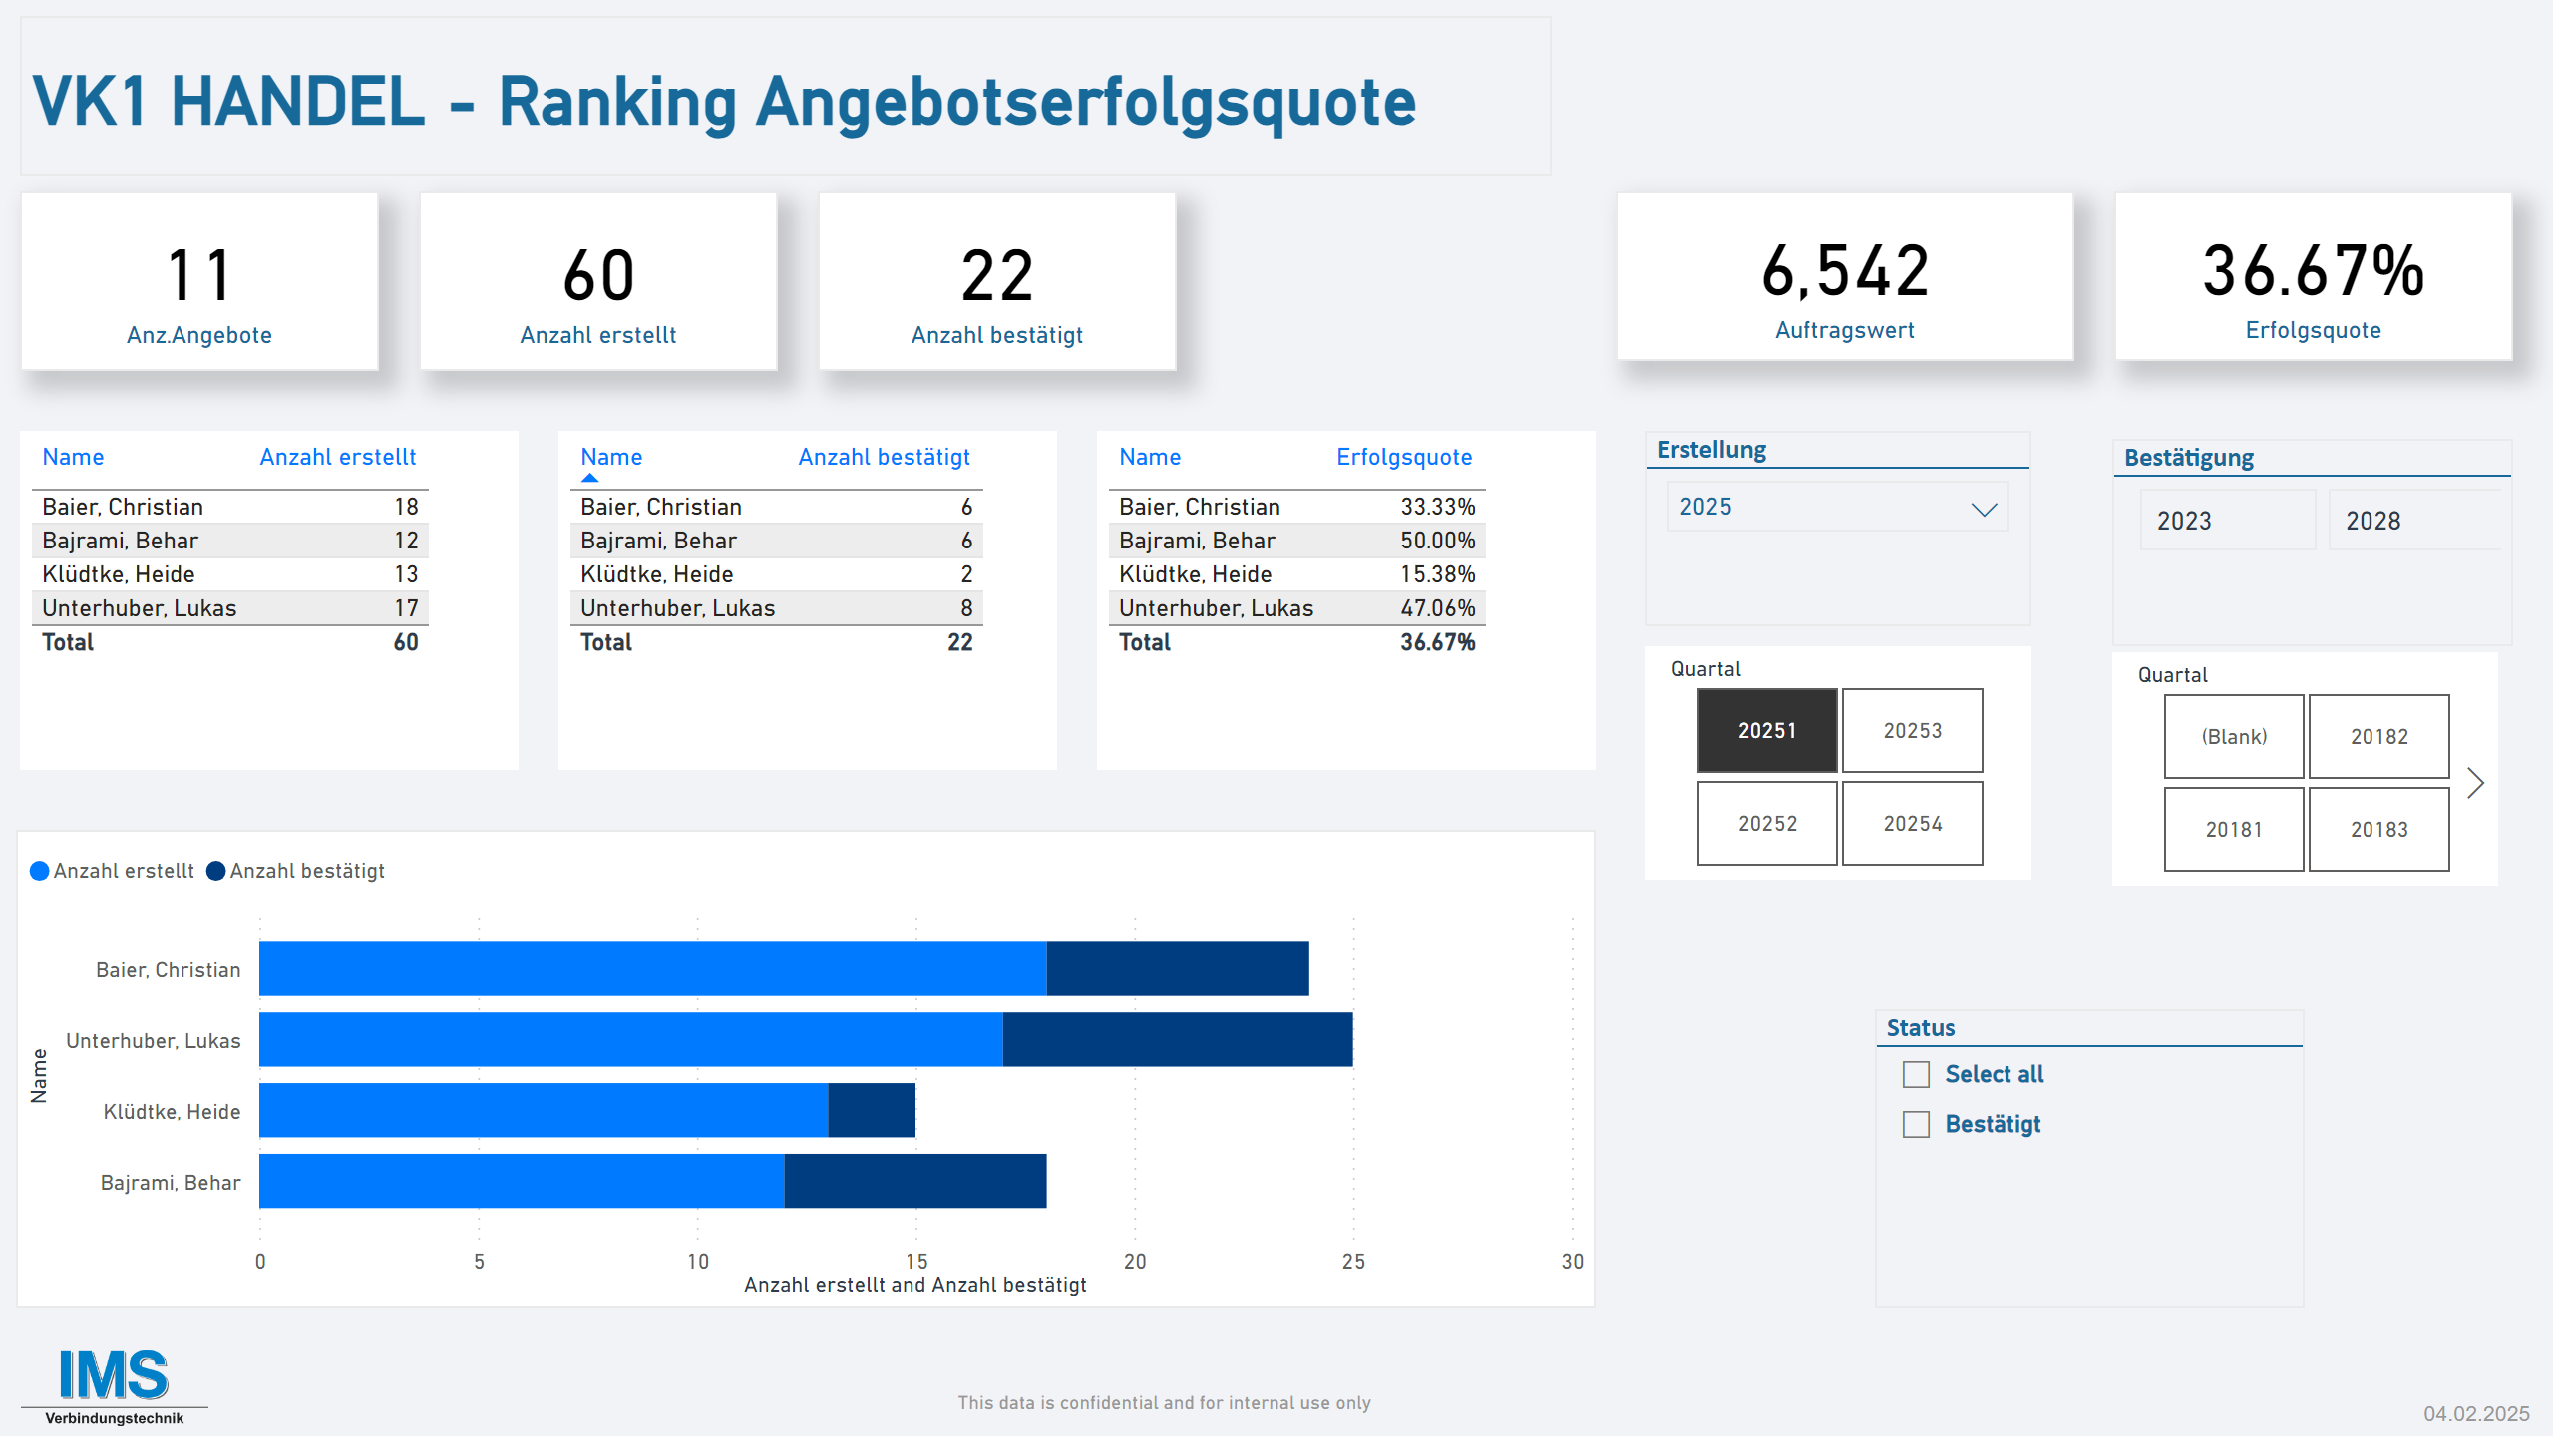 VK1 HANDEL - Ranking Angebotserfolgsquote
11
Anz.Angebote
60
Anzahl erstellt
22
Anzahl bestätigt
6,542
Auftragswert
36.67%
Erfolgsquote
Name Anzahl erstellt
Baier, Christian 18
Bajrami, Behar 12
Klüdtke, Heide 13
Unterhuber, Lukas 17
Total 60
Name Anzahl bestätigt
Baier, Christian 6
Bajrami, Behar 6
Klüdtke, Heide 2
Unterhuber, Lukas 8
Total 22
Name Erfolgsquote
Baier, Christian 33.33%
Bajrami, Behar 50.00%
Klüdtke, Heide 15.38%
Unterhuber, Lukas 47.06%
Total 36.67%
Erstellung
2025
Quartal
20251 20253
20252 20254
Bestätigung
2023 2028
Quartal
(Blank) 20182
20181 20183
Anzahl erstellt Anzahl bestätigt
Name
Baier, Christian
Unterhuber, Lukas
Klüdtke, Heide
Bajrami, Behar
0 5 10 15 20 25 30
Anzahl erstellt and Anzahl bestätigt
Status
Select all
Bestätigt
IMS
Verbindungstechnik
This data is confidential and for internal use only
04.02.2025